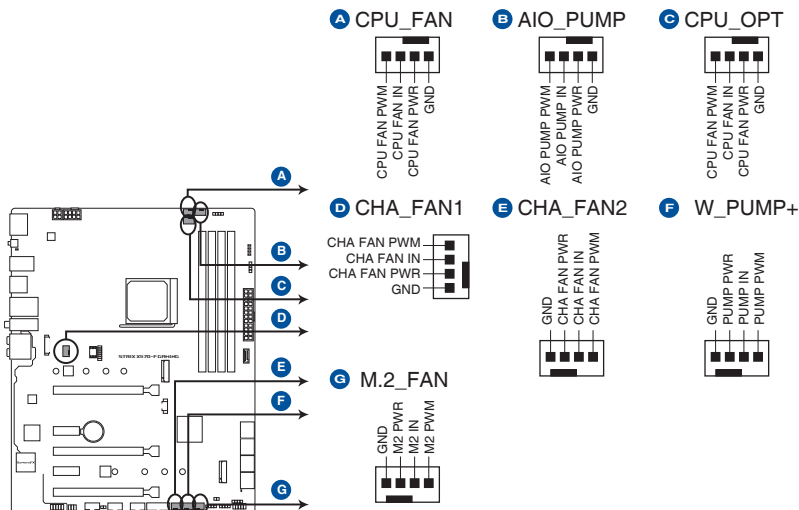 A CPU_FAN
CPU FAN PWM
CPU FAN IN
CPU FAN PWR
GND
B AIO_PUMP
AIO PUMP PWM
AIO PUMP IN
AIO PUMP PWR
GND
C CPU_OPT
CPU FAN PWM
CPU FAN IN
CPU FAN PWR
GND
A
B
C
D
E
F
G
D CHA_FAN1
CHA FAN PWM
CHA FAN IN
CHA FAN PWR
GND
E CHA_FAN2
GND
CHA FAN PWR
CHA FAN IN
CHA FAN PWM
F W_PUMP+
GND
PUMP PWR
PUMP IN
PUMP PWM
G M.2_FAN
GND
M2 PWR
M2 IN
M2 PWM